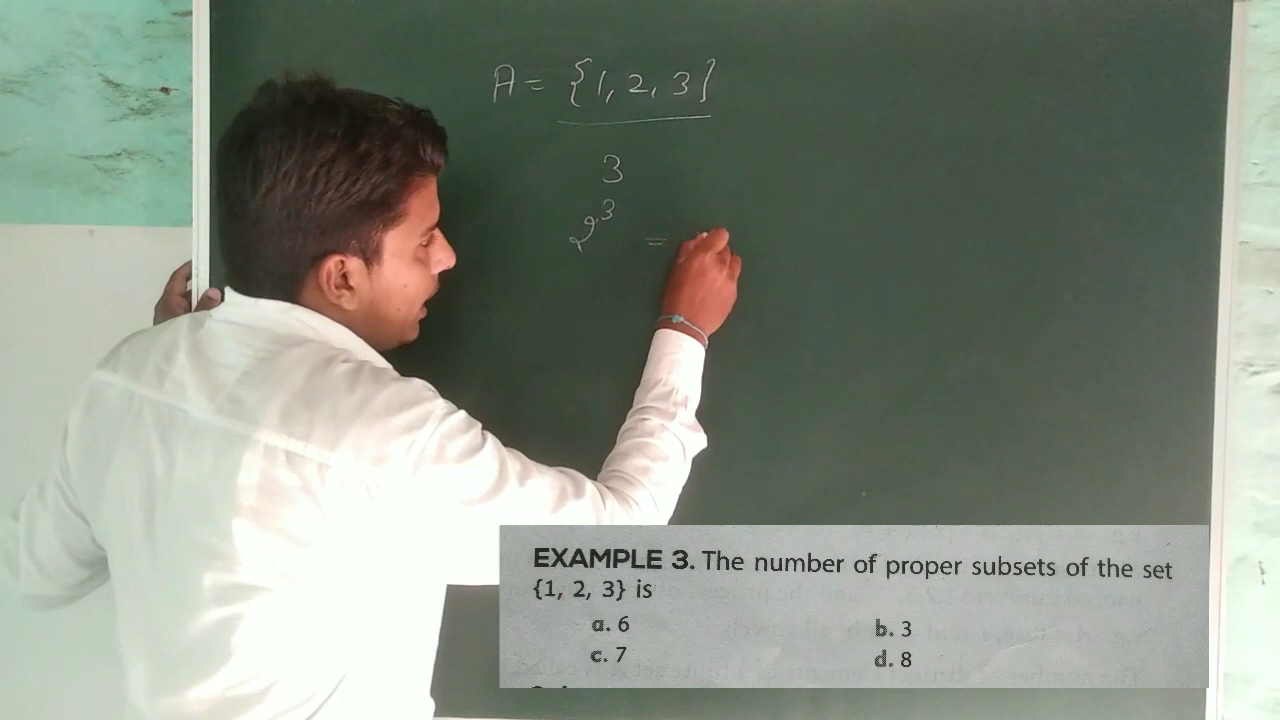 A = {1, 2, 3}
3
2³ =
EXAMPLE 3. The number of proper subsets of the set
{1, 2, 3} is
a. 6 b. 3
c. 7 d. 8